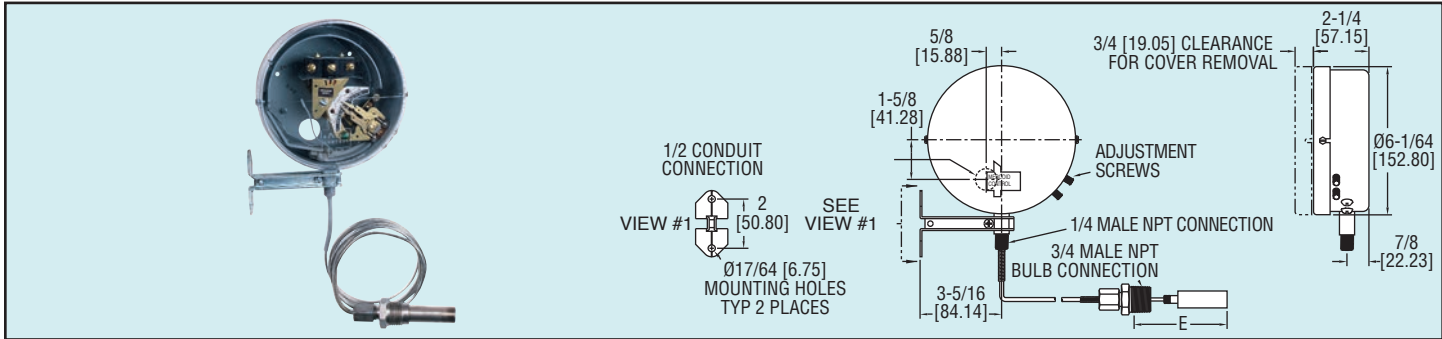 5/8
[15.88]
1-5/8
[41.28]
3/4 [19.05] CLEARANCE
FOR COVER REMOVAL
2-1/4
[57.15]
Ø6-1/64
[152.80]
ADJUSTMENT
SCREWS
CONTROL
1/2 CONDUIT
CONNECTION
VIEW #1
2
[50.80]
SEE
VIEW #1
Ø17/64 [6.75]
MOUNTING HOLES
TYP 2 PLACES
1/4 MALE NPT CONNECTION
3/4 MALE NPT
BULB CONNECTION
3-5/16
[84.14]
E
7/8
[22.23]